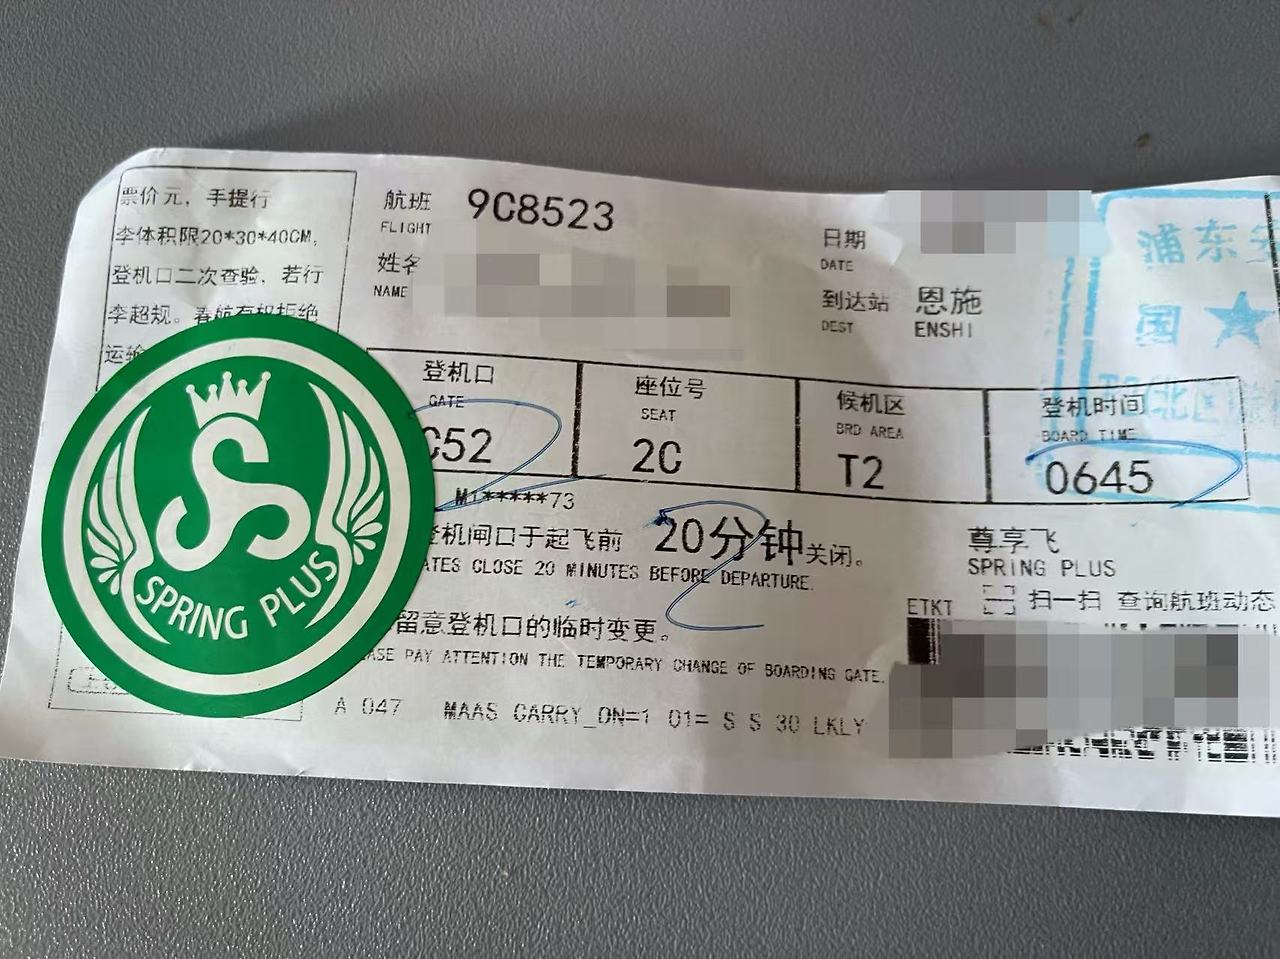 票价元，手提行
李体积限20*30*40CM，
登机口二次查验，若行
李超规。春航有权拒绝
运输
航班 9C8523
FLIGHT
姓名
NAME
日期
DATE
到达站 恩施
DEST ENSHI
浦东
国
登机口
GATE
C52
座位号
SEAT
2C
候机区
BRD AREA
T2
登机时间
BOARD TIME
0645
M1*****73
登机闸口于起飞前 20分钟关闭。
ATES CLOSE 20 MINUTES BEFORE DEPARTURE.
留意登机口的临时变更。
EASE PAY ATTENTION THE TEMPORARY CHANGE OF BOARDING GATE.
A 047 MAAS CARRY_ON=1 01= S S 30 LKLY
尊享飞
SPRING PLUS
ETKT 扫一扫 查询航班动态
SPRING PLUS